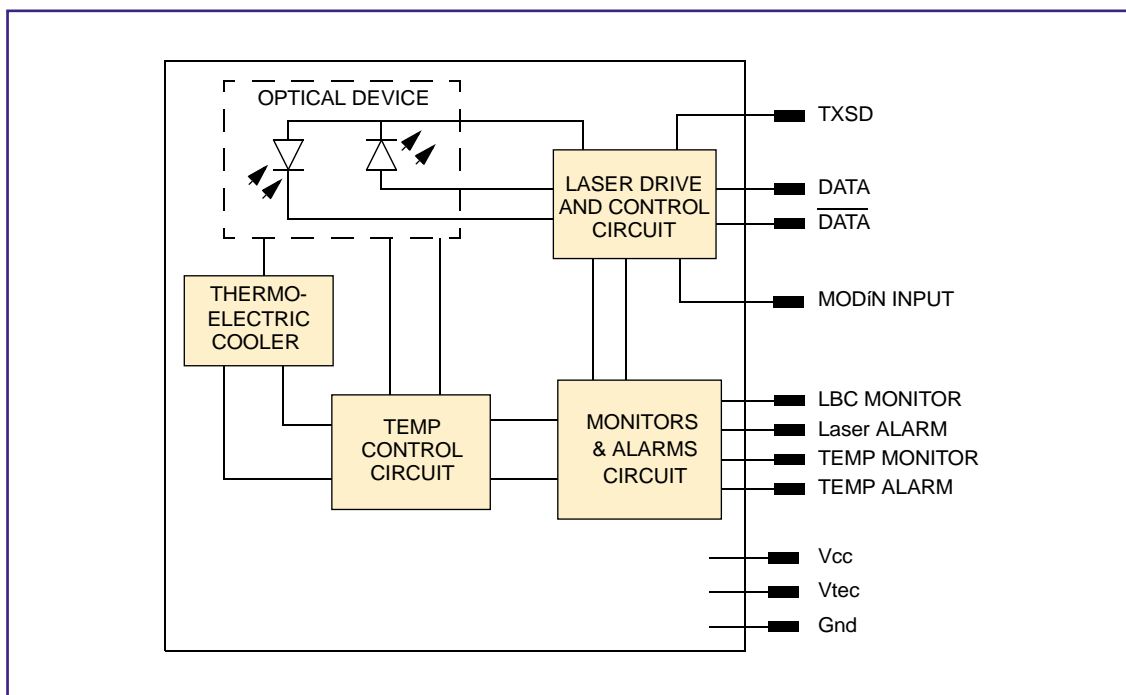 OPTICAL DEVICE
TXSD
LASER DRIVE
AND CONTROL
CIRCUIT
DATA
DATA
MODíN INPUT
THERMO-
ELECTRIC
COOLER
TEMP
CONTROL
CIRCUIT
MONITORS
& ALARMS
CIRCUIT
LBC MONITOR
Laser ALARM
TEMP MONITOR
TEMP ALARM
Vcc
Vtec
Gnd